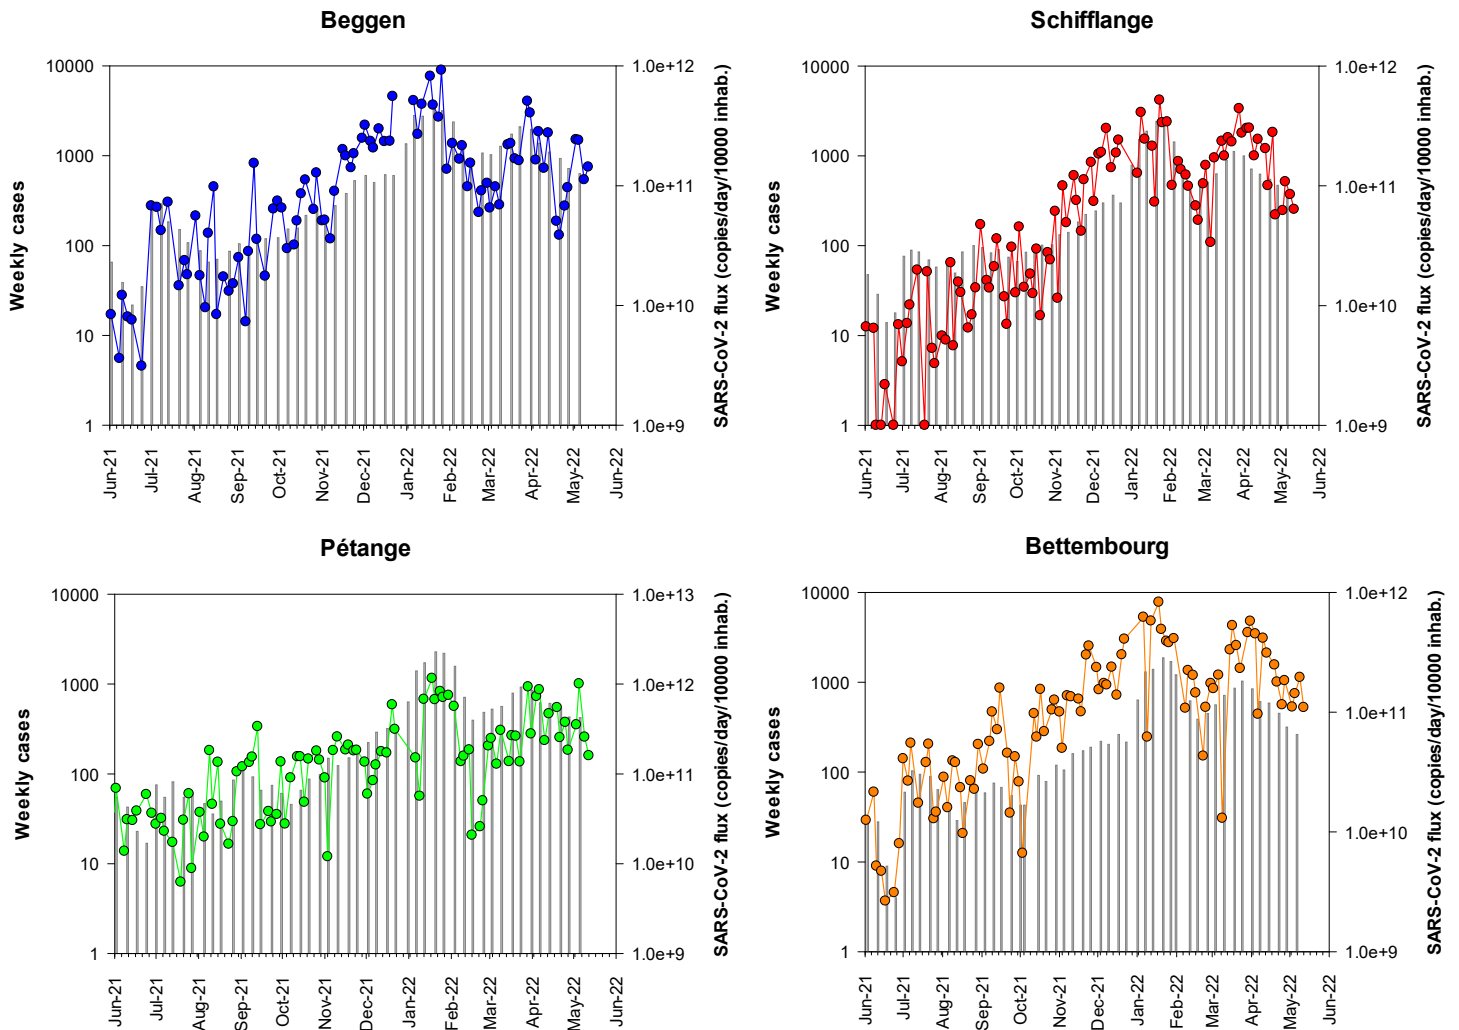 Beggen
10000
1000
100
10
1
Weekly cases
1.0e+12
1.0e+11
1.0e+10
1.0e+9
SARS-CoV-2 flux (copies/day/10000 inhab.)
Jun-21
Jul-21
Aug-21
Sep-21
Oct-21
Nov-21
Dec-21
Jan-22
Feb-22
Mar-22
Apr-22
May-22
Jun-22
Schifflange
10000
1000
100
10
1
Weekly cases
1.0e+12
1.0e+11
1.0e+10
1.0e+9
SARS-CoV-2 flux (copies/day/10000 inhab.)
Jun-21
Jul-21
Aug-21
Sep-21
Oct-21
Nov-21
Dec-21
Jan-22
Feb-22
Mar-22
Apr-22
May-22
Jun-22
Pétange
10000
1000
100
10
1
Weekly cases
1.0e+13
1.0e+12
1.0e+11
1.0e+10
1.0e+9
SARS-CoV-2 flux (copies/day/10000 inhab.)
Jun-21
Jul-21
Aug-21
Sep-21
Oct-21
Nov-21
Dec-21
Jan-22
Feb-22
Mar-22
Apr-22
May-22
Jun-22
Bettembourg
10000
1000
100
10
1
Weekly cases
1.0e+12
1.0e+11
1.0e+10
1.0e+9
SARS-CoV-2 flux (copies/day/10000 inhab.)
Jun-21
Jul-21
Aug-21
Sep-21
Oct-21
Nov-21
Dec-21
Jan-22
Feb-22
Mar-22
Apr-22
May-22
Jun-22